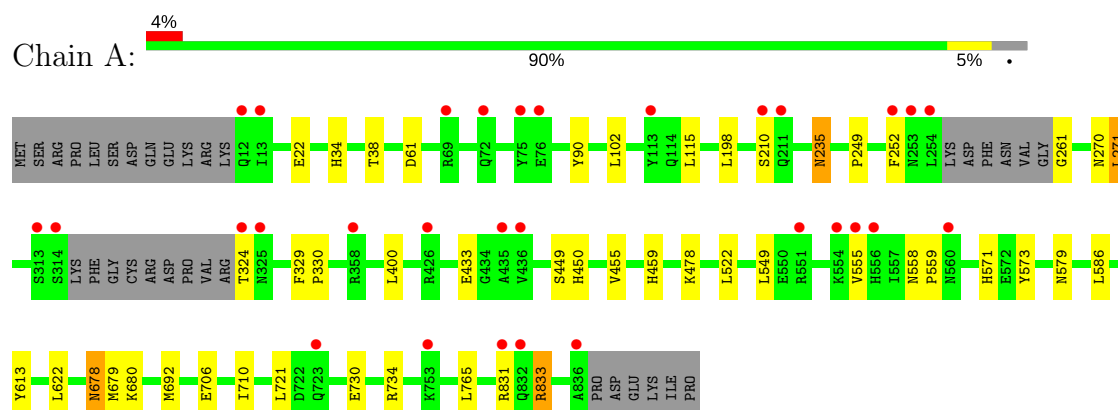 4%
Chain A:
90% 5% •
MET SER ARG PRO LEU SER ASP GLN GLU LYS ARG LYS Q12 I13 E22 H34 T38 D61 R69 Q72 Y75 E76 Y90 L102 Y113 Q114 L115 L198 S210 Q211 N235 P249 F252 N253 L254 LYS ASP PHE ASN VAL GLY G261 N270
S313 S314 LYS PHE GLY CYS ARG ASP PRO VAL ARG T324 N325 F329 P330 R358 L400 R426 E433 G434 A435 V436 S449 H450 V455 H459 K478 L522 L549 E550 R551 K554 V555 H556 I557 N558 P559 N560 H571 E572 Y573 N579 L586
Y613 L622 N678 M679 K680 M692 E706 I710 L721 D722 Q723 E730 R734 K753 L765 R831 Q832 R833 A836 PRO ASP GLU LYS ILE PRO